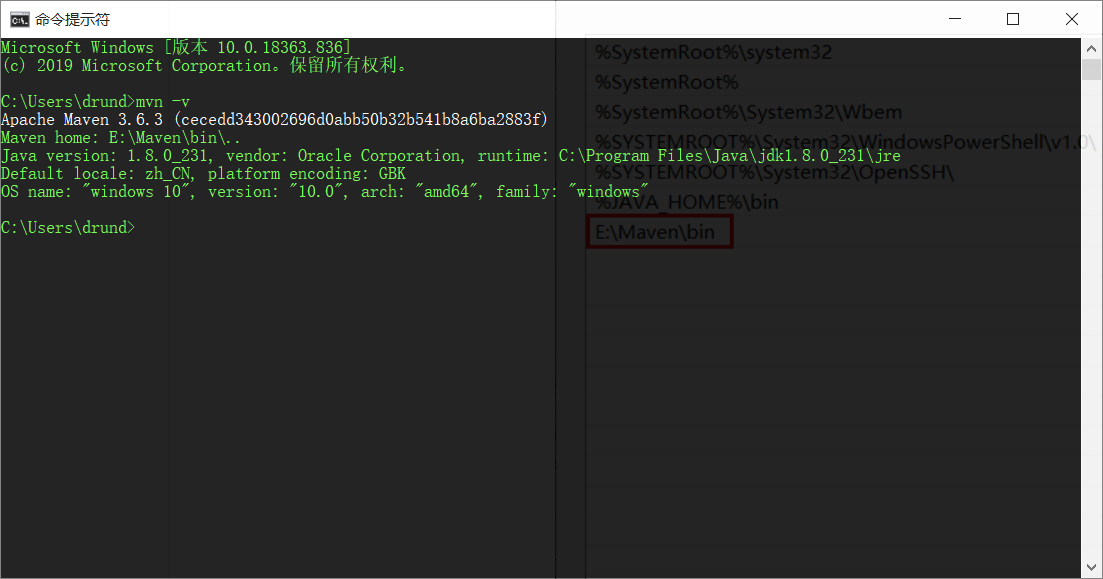 命令提示符
Microsoft Windows [版本 10.0.18363.836]
(c) 2019 Microsoft Corporation。保留所有权利。
C:\Users\drund>mvn -v
Apache Maven 3.6.3 (cecedd343002696d0abb50b32b541b8a6ba2883f)
Maven home: E:\Maven\bin\..
Java version: 1.8.0_231, vendor: Oracle Corporation, runtime: C:\Program Files\Java\jdk1.8.0_231\jre
Default locale: zh_CN, platform encoding: GBK
OS name: "windows 10", version: "10.0", arch: "amd64", family: "windows"
C:\Users\drund>
%SystemRoot%\system32
%SystemRoot%
%SystemRoot%\System32\Wbem
%SYSTEMROOT%\System32\WindowsPowerShell\v1.0\
%SYSTEMROOT%\System32\OpenSSH\
%JAVA_HOME%\bin
E:\Maven\bin